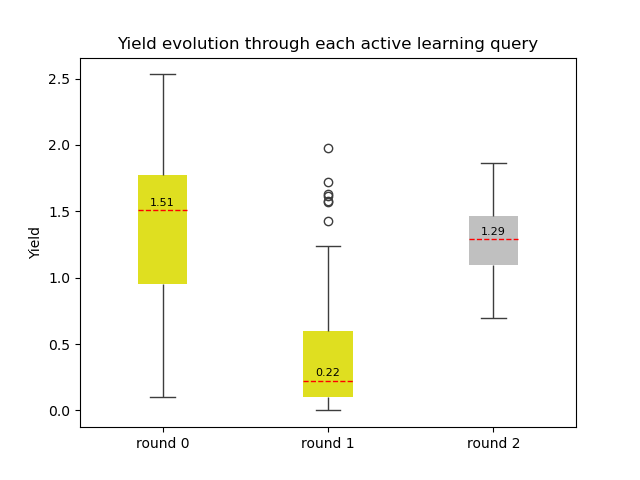 Yield evolution through each active learning query
Yield
2.5
2.0
1.5
1.0
0.5
0.0
1.51
0.22
1.29
round 0
round 1
round 2